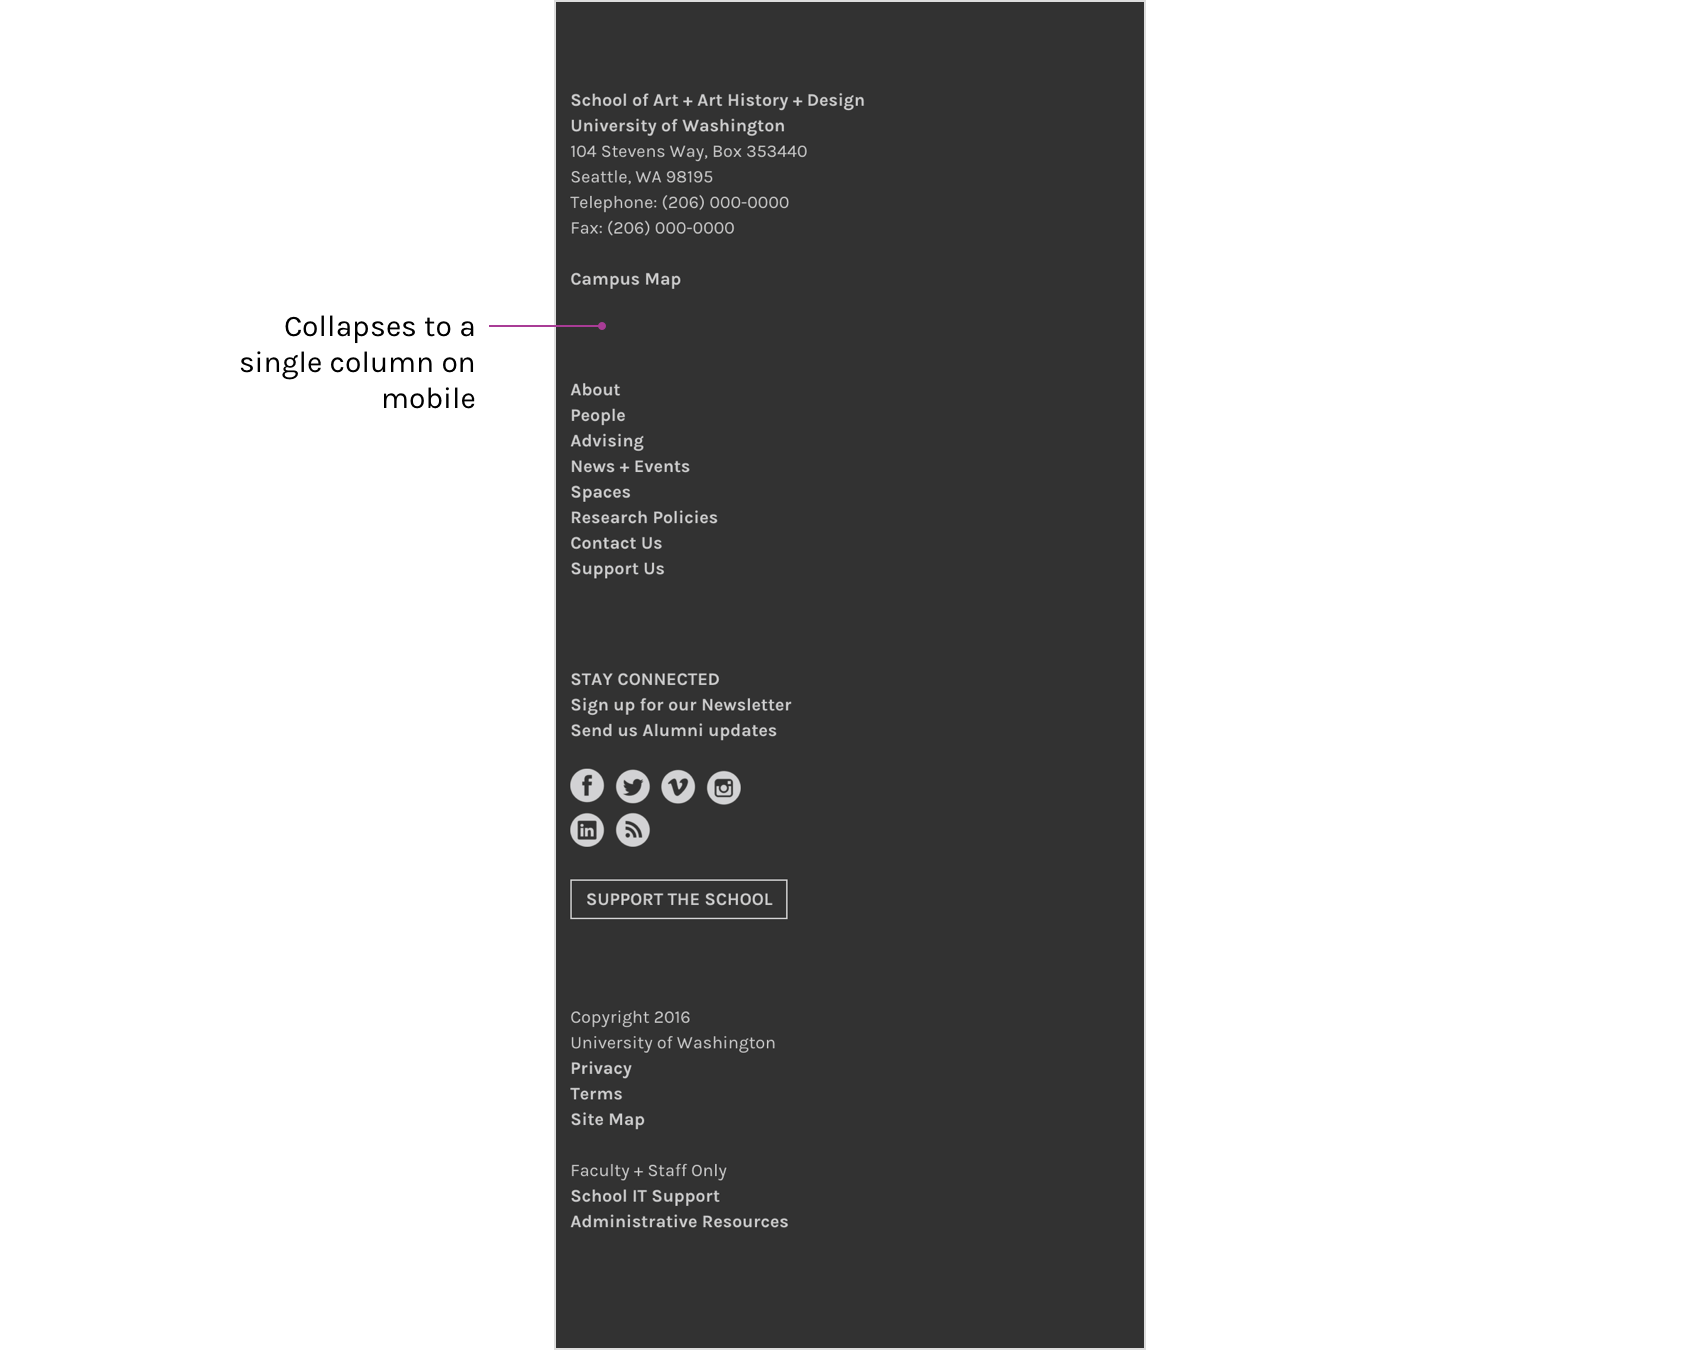 School of Art + Art History + Design
University of Washington
104 Stevens Way, Box 353440
Seattle, WA 98195
Telephone: (206) 000-0000
Fax: (206) 000-0000
Campus Map
Collapses to a
single column on
mobile
About
People
Advising
News + Events
Spaces
Research Policies
Contact Us
Support Us
STAY CONNECTED
Sign up for our Newsletter
Send us Alumni updates
SUPPORT THE SCHOOL
Copyright 2016
University of Washington
Privacy
Terms
Site Map
Faculty + Staff Only
School IT Support
Administrative Resources